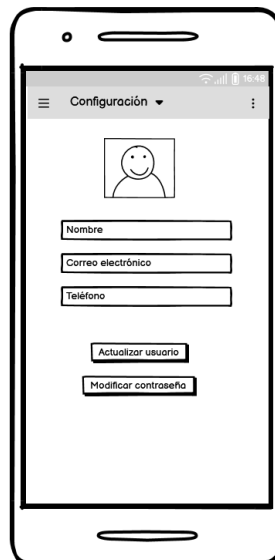 16:48
Configuración
Nombre
Correo electrónico
Teléfono
Actualizar usuario
Modificar contraseña